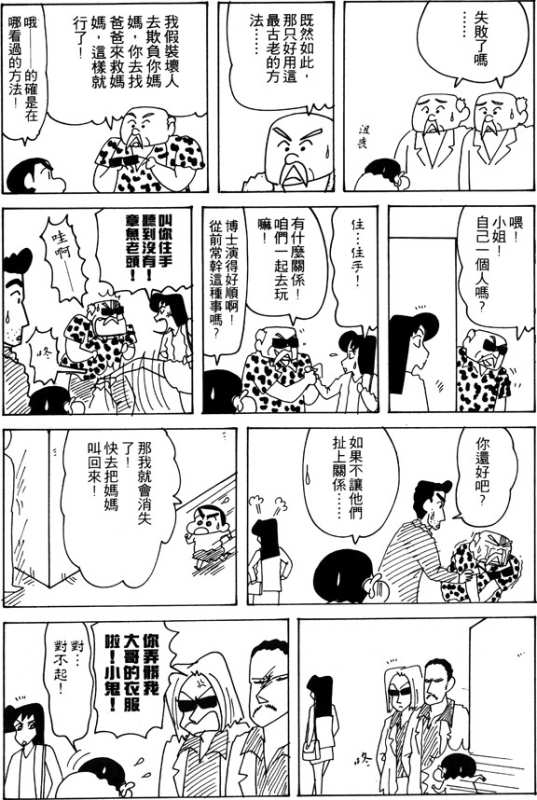 失敗了嗎
……
沮喪
既然如此，
那只好用這
最古老的方
法……
我假裝壞人
去欺負你媽
媽，你去找
爸爸來救媽
媽，這樣就
行了！
哦——的確是在
哪看過的方法！
喂！
小姐！
自己一個人嗎？
住…住手！
有什麼關係！
咱們一起去玩
嘛！
博士演得好順啊！
從前常幹這種事嗎？
叫你住手
聽到沒有！
章魚老頭！
哇啊——
咚
你還好吧？
如果不讓他們
扯上關係……
那我就會消失
了！
快去把媽媽
叫回來！
咚
你弄髒我
大哥的衣服
啦！小鬼！
對…
對不起！